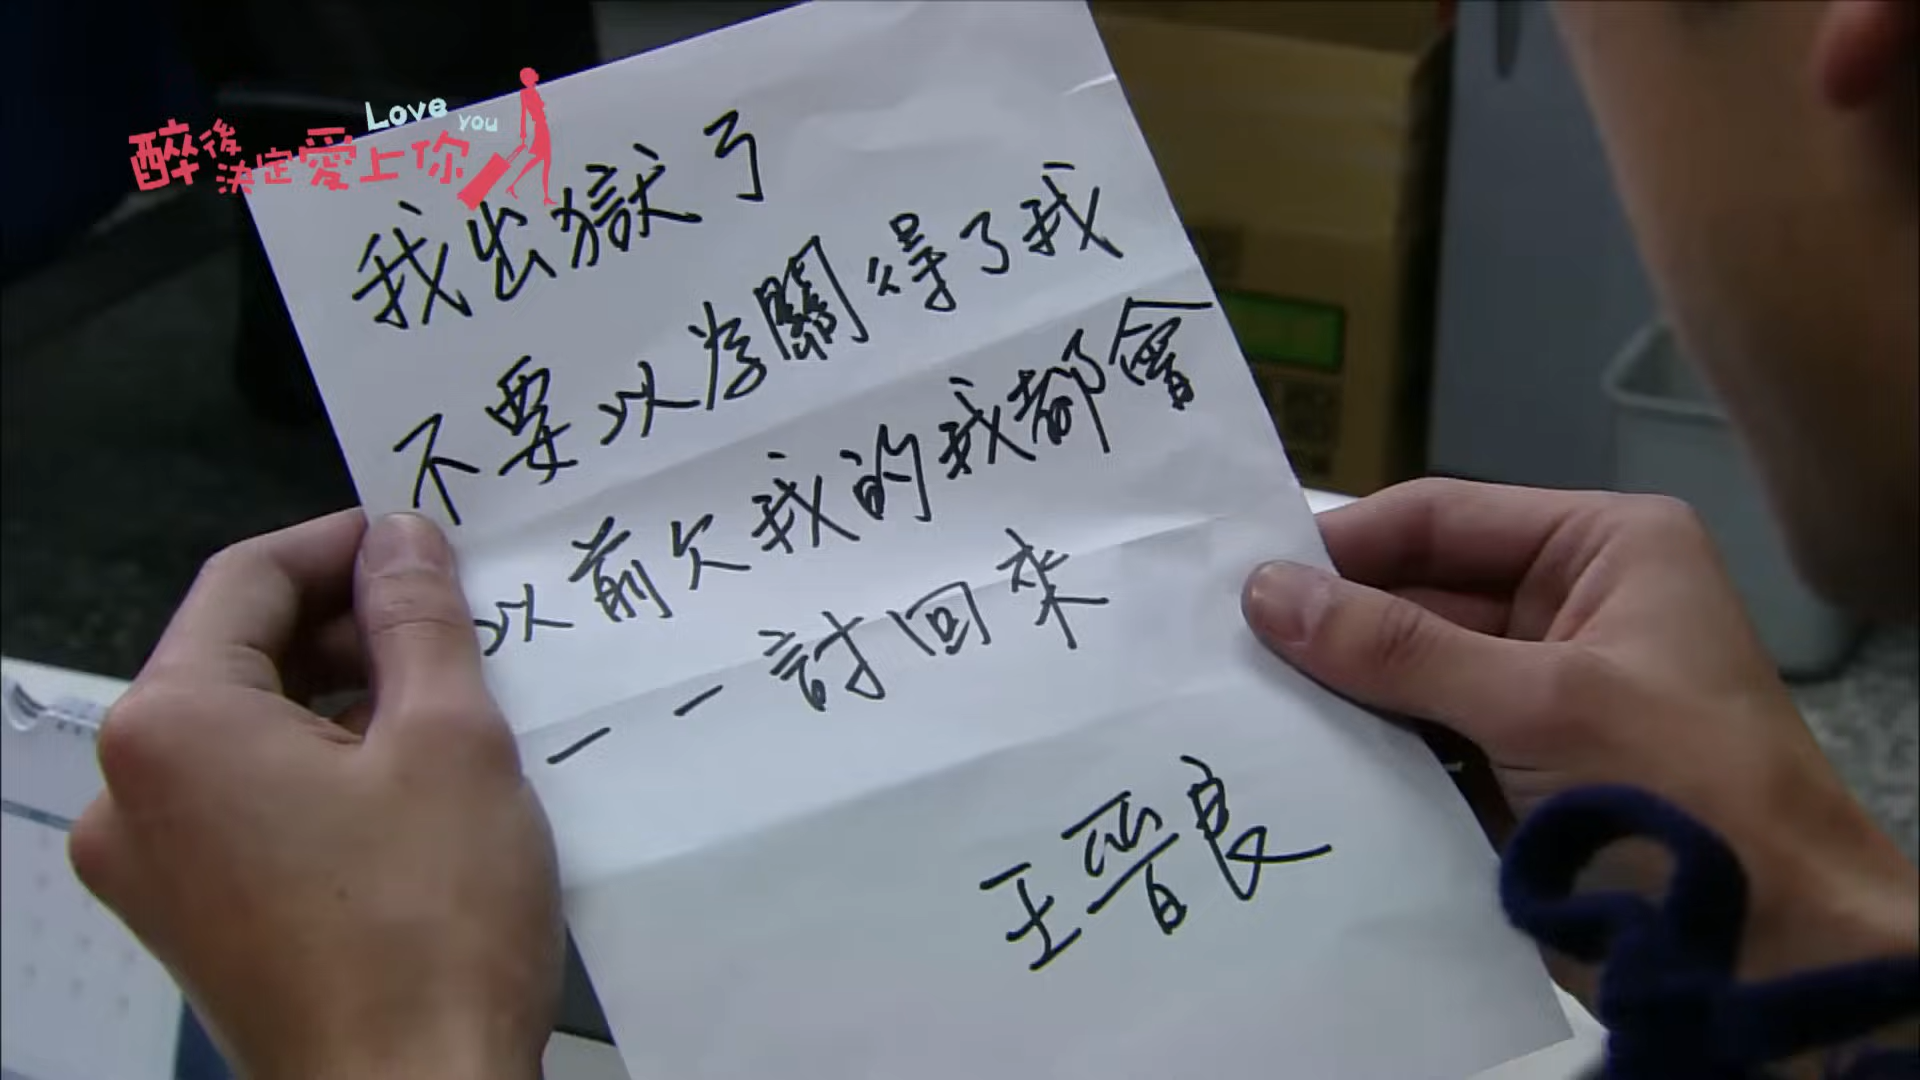 Love you
醉後決定愛上你
我出獄了
不要以為關得了我
以前欠我的我都會
一一討回來
王晉良